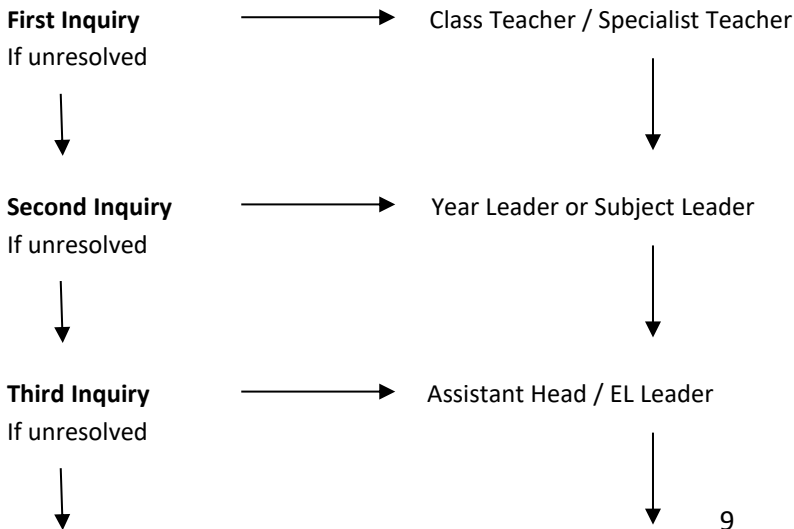 First Inquiry
Class Teacher / Specialist Teacher
If unresolved
Second Inquiry
Year Leader or Subject Leader
If unresolved
Third Inquiry
Assistant Head / EL Leader
If unresolved
9